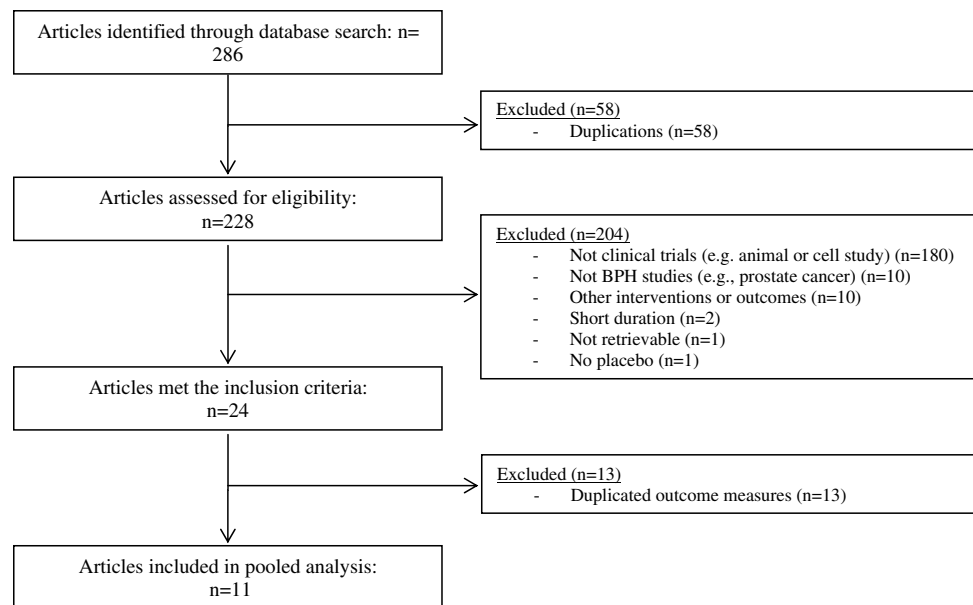 Articles identified through database search: n=
286
Excluded (n=58)
- Duplications (n=58)
Articles assessed for eligibility:
n=228
Excluded (n=204)
- Not clinical trials (e.g. animal or cell study) (n=180)
- Not BPH studies (e.g., prostate cancer) (n=10)
- Other interventions or outcomes (n=10)
- Short duration (n=2)
- Not retrievable (n=1)
- No placebo (n=1)
Articles met the inclusion criteria:
n=24
Excluded (n=13)
- Duplicated outcome measures (n=13)
Articles included in pooled analysis:
n=11